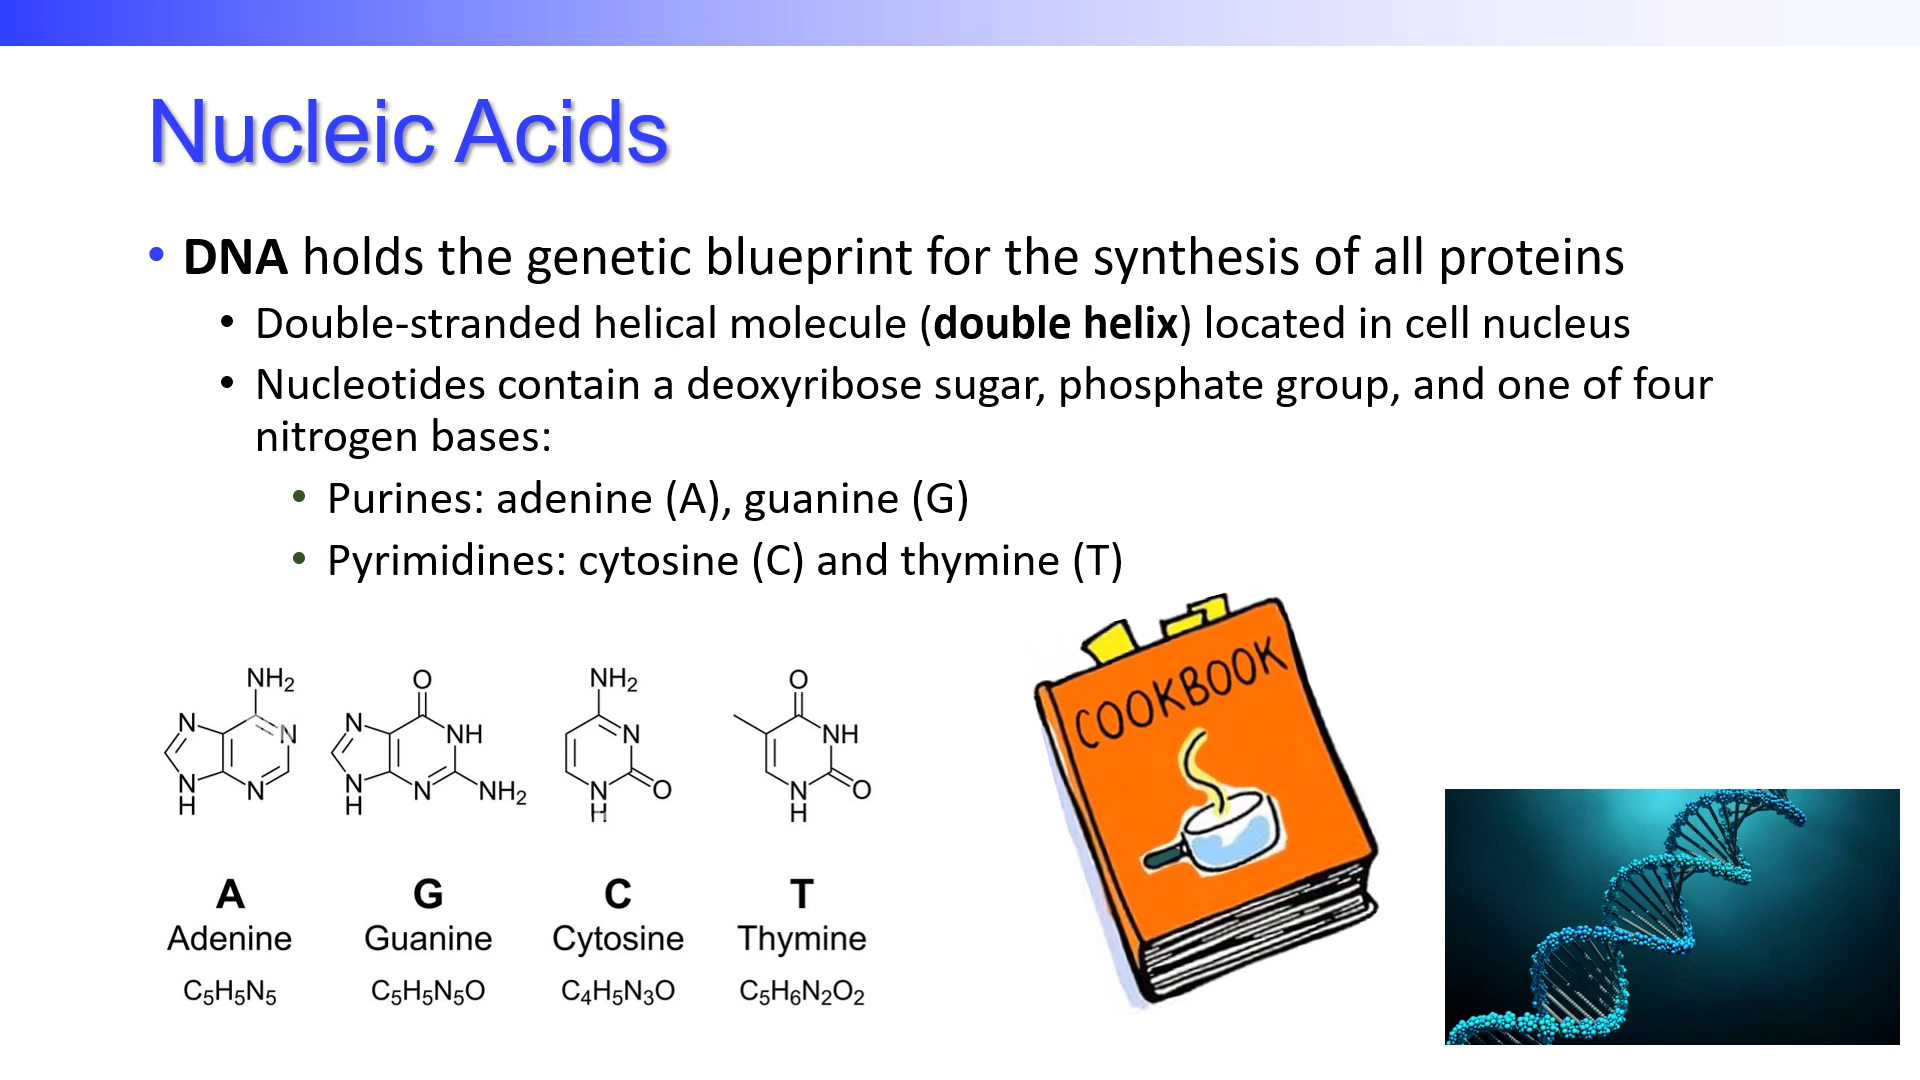 Nucleic Acids
• DNA holds the genetic blueprint for the synthesis of all proteins
• Double-stranded helical molecule (double helix) located in cell nucleus
• Nucleotides contain a deoxyribose sugar, phosphate group, and one of four
nitrogen bases:
• Purines: adenine (A), guanine (G)
• Pyrimidines: cytosine (C) and thymine (T)
COOKBOOK
NH₂ O NH₂ O
N N N NH N N NH
N H N N H N NH₂ N H O N H O
A G C T
Adenine Guanine Cytosine Thymine
C₅H₅N₅ C₅H₅N₅O C₄H₅N₃O C₅H₆N₂O₂